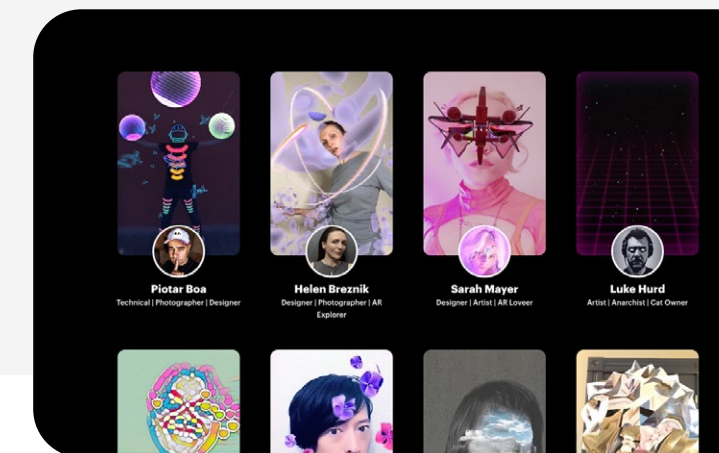 Piotar Boa
Technical | Photographer | Designer
Helen Breznik
Designer | Photographer | AR
Explorer
Sarah Mayer
Designer | Artist | AR Loveer
Luke Hurd
Artist | Anarchist | Cat Owner